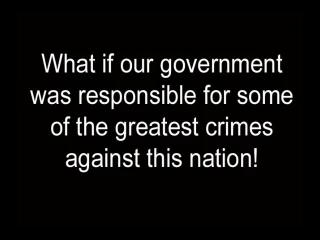 What if our government
was responsible for some
of the greatest crimes
against this nation!